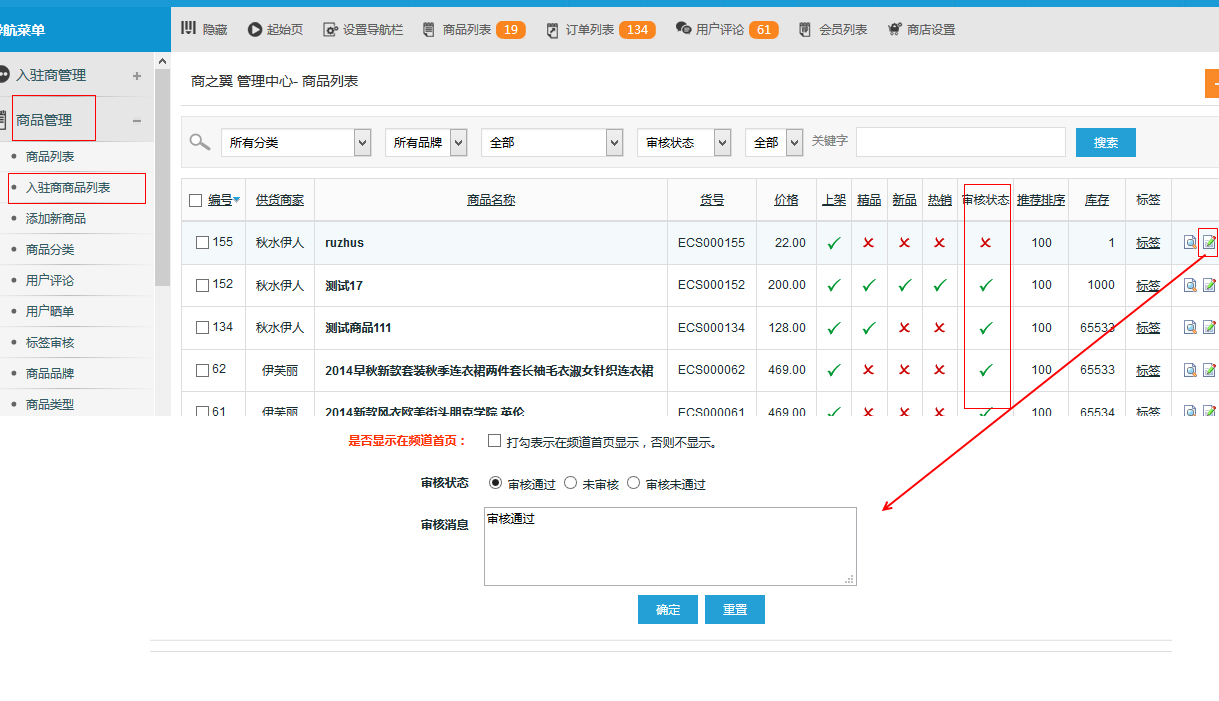 航菜单
隐藏 起始页 设置导航栏 商品列表 19 订单列表 134 用户评论 61 会员列表 商店设置
入驻商管理
商品管理
商品列表
入驻商商品列表
添加新商品
商品分类
用户评论
用户晒单
标签审核
商品品牌
商品类型
商之翼 管理中心- 商品列表
所有分类 所有品牌 全部 审核状态 全部 关键字 搜索
编号 供货商家 商品名称 货号 价格 上架 精品 新品 热销 审核状态 推荐排序 库存 标签
155 秋水伊人 ruzhus ECS000155 22.00 100 1 标签
152 秋水伊人 测试17 ECS000152 200.00 100 1000 标签
134 秋水伊人 测试商品111 ECS000134 128.00 100 65533 标签
62 伊芙丽 2014早秋新款套装秋季连衣裙两件套长袖毛衣淑女针织连衣裙 ECS000062 469.00 100 65533 标签
61 伊芙丽 2014新款风衣欧美街头朋克学院 英伦 ECS000061 469.00 100 65534 标签
是否显示在频道首页： 打勾表示在频道首页显示，否则不显示。
审核状态 审核通过 未审核 审核未通过
审核消息 审核通过
确定 重置